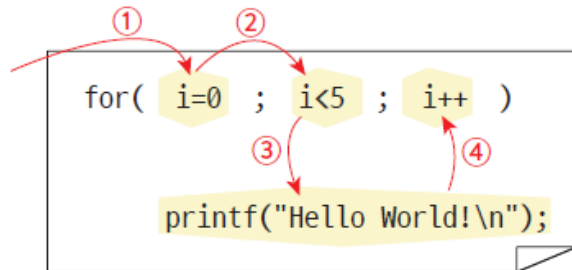 ① ②
for( i=0 ; i<5 ; i++ )
③ ④
printf("Hello World!\n");